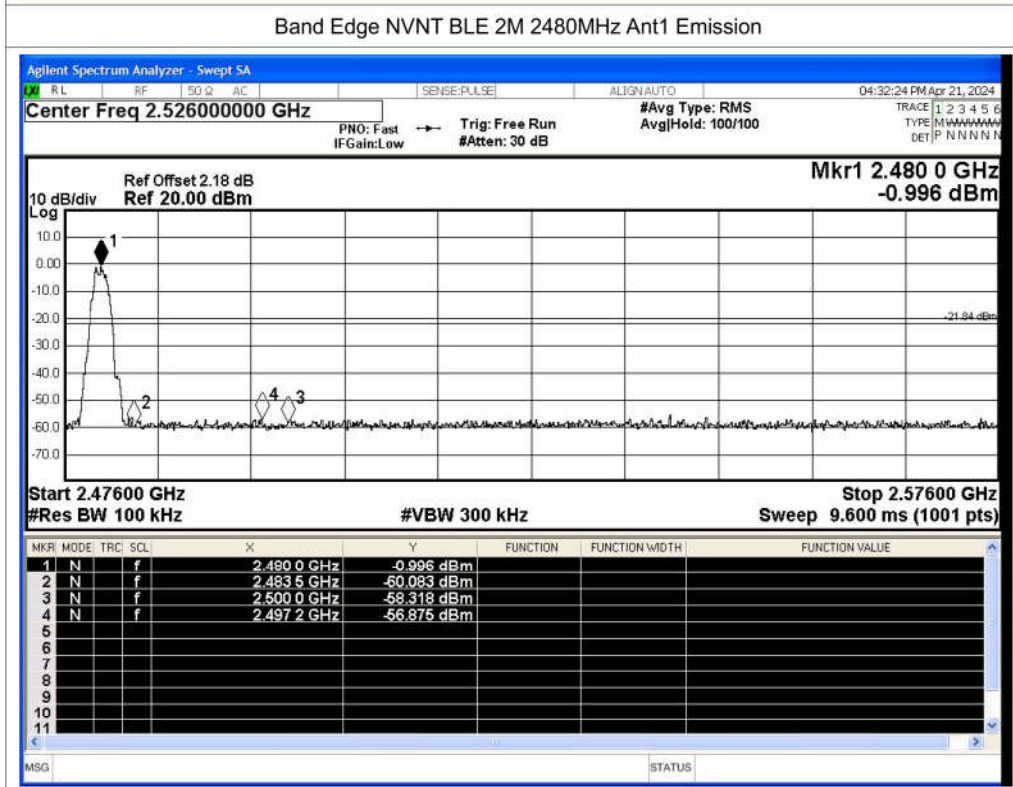 Band Edge NVNT BLE 2M 2480MHz Ant1 Emission
Agilent Spectrum Analyzer - Swept SA
LXI RL RF 50 Ω AC SENSE:PULSE ALIGN AUTO 04:32:24 PM Apr 21, 2024
Center Freq 2.526000000 GHz
PNO: Fast
IFGain:Low
Trig: Free Run
#Atten: 30 dB
#Avg Type: RMS
Avg|Hold: 100/100
TRACE 1 2 3 4 5 6
TYPE MWWWWW
DET P N N N N N
Mkr1 2.480 0 GHz
-0.996 dBm
Ref Offset 2.18 dB
10 dB/div Ref 20.00 dBm
Log
10.0
1
0.00
-10.0
-20.0
-21.84 dBm
-30.0
-40.0
-50.0
2
4
3
-60.0
-70.0
Start 2.47600 GHz Stop 2.57600 GHz
#Res BW 100 kHz #VBW 300 kHz Sweep 9.600 ms (1001 pts)
MKR MODE TRC SCL X Y FUNCTION FUNCTION WIDTH FUNCTION VALUE
1 N f 2.480 0 GHz -0.996 dBm
2 N f 2.483 5 GHz -60.083 dBm
3 N f 2.500 0 GHz -58.318 dBm
4 N f 2.497 2 GHz -56.875 dBm
5
6
7
8
9
10
11
MSG STATUS